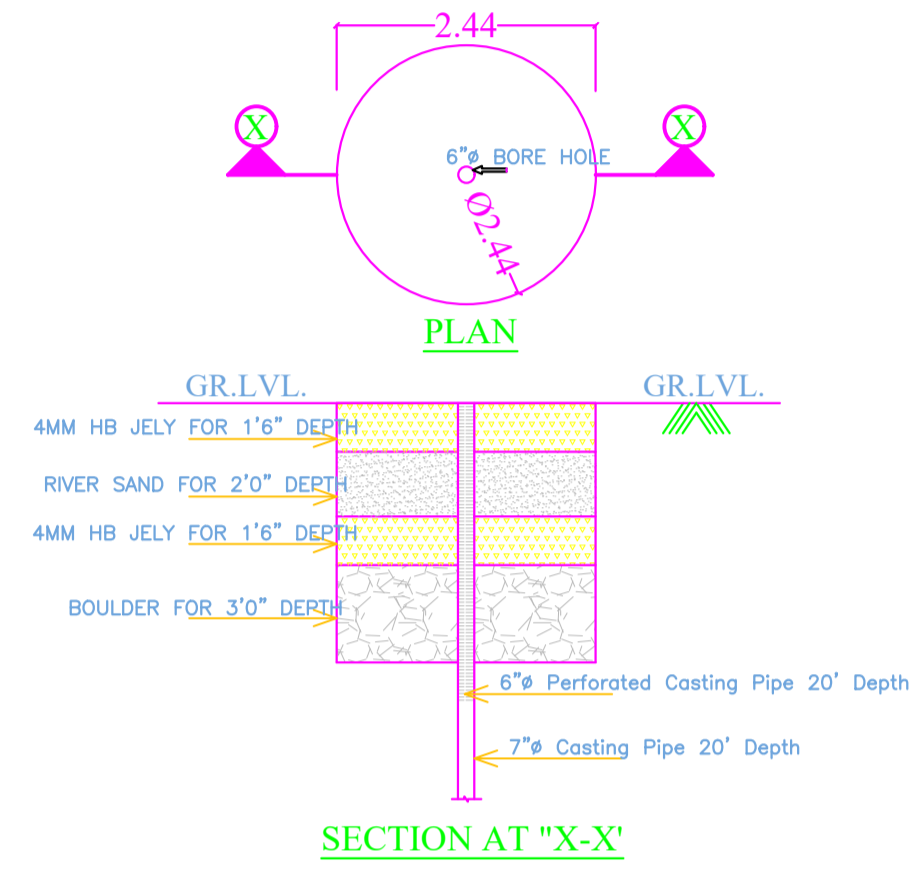 2.44
X
X
6"ø BORE HOLE
Ø2.44
PLAN
GR.LVL.
GR.LVL.
4MM HB JELY FOR 1'6" DEPTH
RIVER SAND FOR 2'0" DEPTH
4MM HB JELY FOR 1'6" DEPTH
BOULDER FOR 3'0" DEPTH
6"ø Perforated Casting Pipe 20' Depth
7"ø Casting Pipe 20' Depth
SECTION AT "X-X'